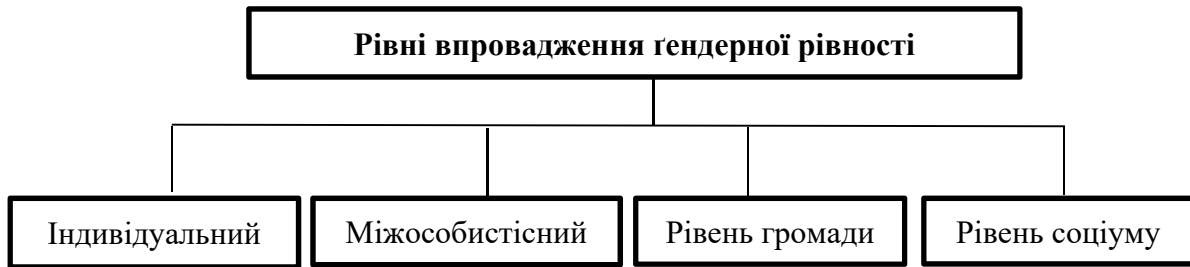 Рівні впровадження ґендерної рівності
Індивідуальний
Міжособистісний
Рівень громади
Рівень соціуму